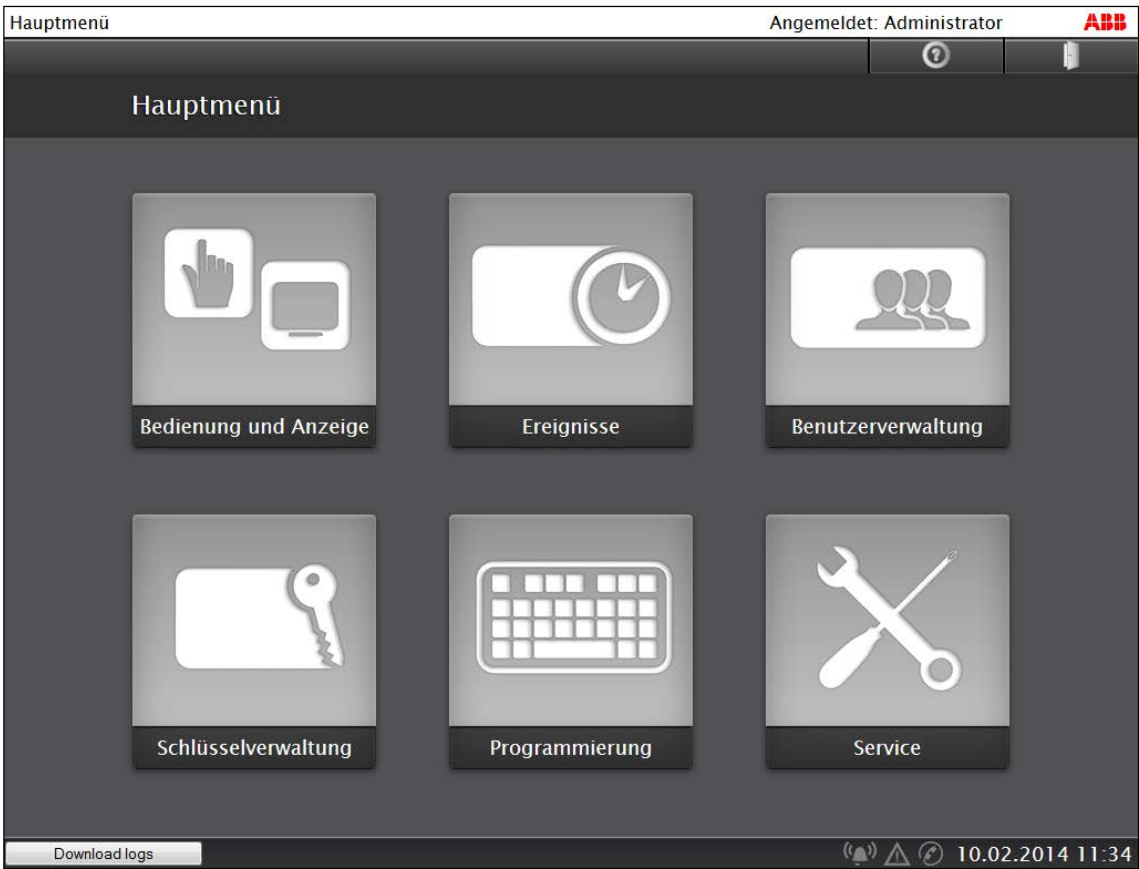 Hauptmenü Angemeldet: Administrator ABB
Hauptmenü
Bedienung und Anzeige Ereignisse Benutzerverwaltung
Schlüsselverwaltung Programmierung Service
Download logs 10.02.2014 11:34